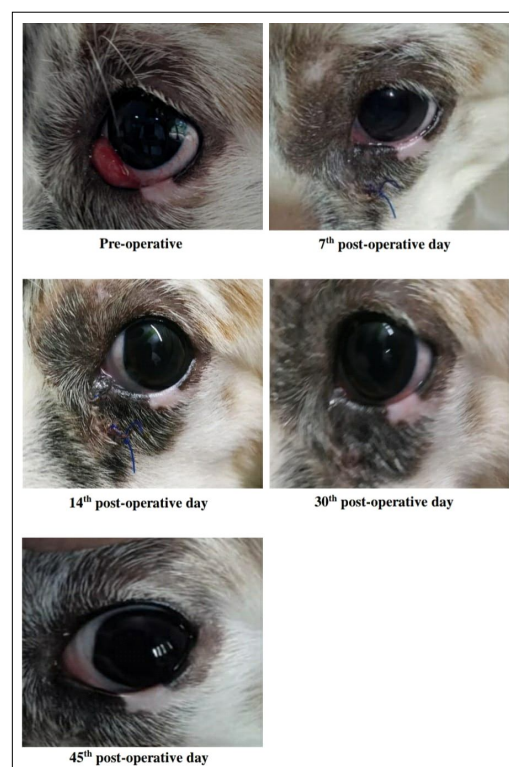 Pre-operative
7th post-operative day
14th post-operative day
30th post-operative day
45th post-operative day